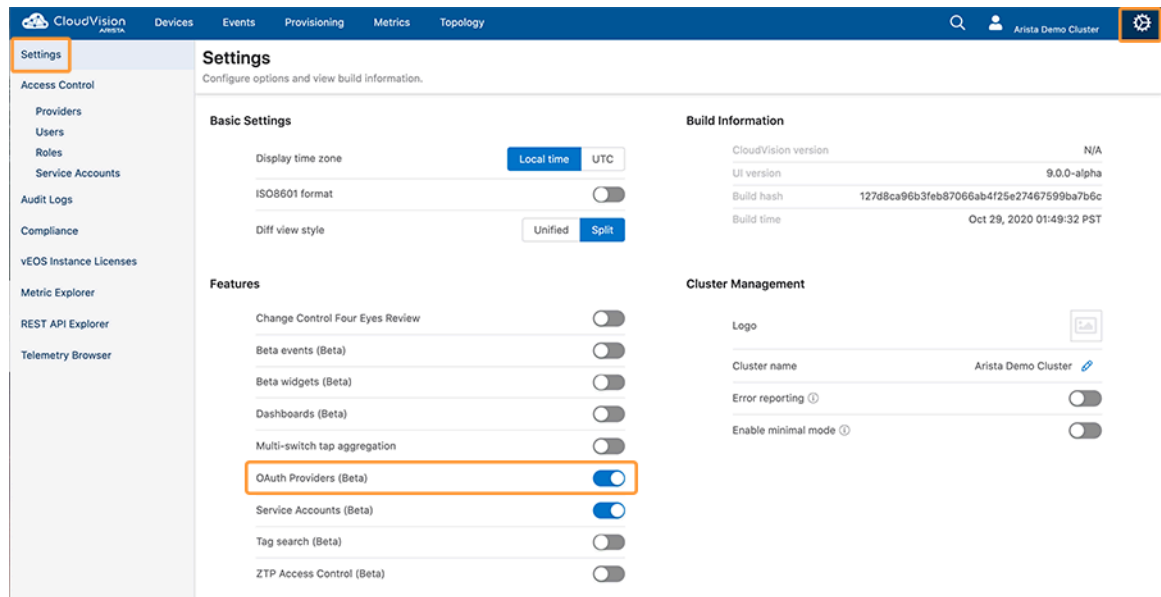 CloudVision
ARISTA
Devices
Events
Provisioning
Metrics
Topology
Arista Demo Cluster
Settings
Access Control
Providers
Users
Roles
Service Accounts
Audit Logs
Compliance
vEOS Instance Licenses
Metric Explorer
REST API Explorer
Telemetry Browser
Settings
Configure options and view build information.
Basic Settings
Display time zone
Local time
UTC
ISO8601 format
Diff view style
Unified
Split
Features
Change Control Four Eyes Review
Beta events (Beta)
Beta widgets (Beta)
Dashboards (Beta)
Multi-switch tap aggregation
OAuth Providers (Beta)
Service Accounts (Beta)
Tag search (Beta)
ZTP Access Control (Beta)
Build Information
CloudVision version N/A
UI version 9.0.0-alpha
Build hash 127d8ca96b3feb87066ab4f25e27467599ba7b6c
Build time Oct 29, 2020 01:49:32 PST
Cluster Management
Logo
Cluster name Arista Demo Cluster
Error reporting
Enable minimal mode